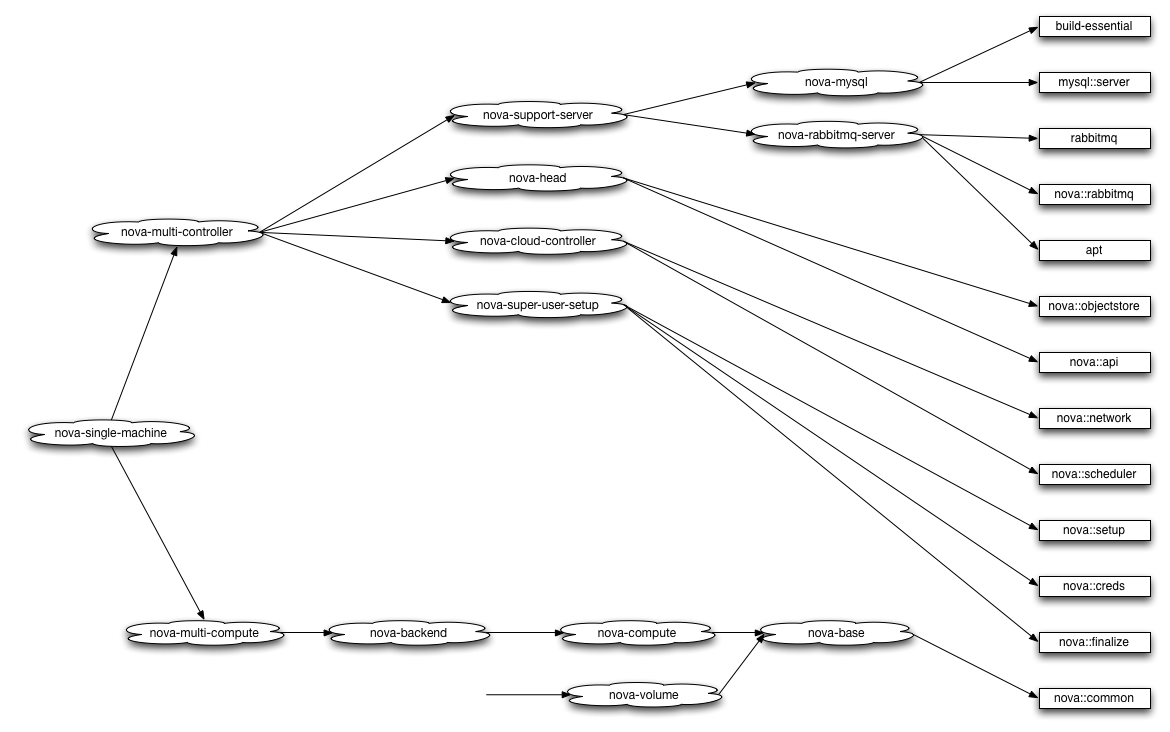 build-essential
nova-mysql
mysql::server
nova-support-server
nova-rabbitmq-server
rabbitmq
nova-head
nova::rabbitmq
nova-multi-controller
nova-cloud-controller
apt
nova-super-user-setup
nova::objectstore
nova::api
nova::network
nova-single-machine
nova::scheduler
nova::setup
nova::creds
nova-multi-compute
nova-backend
nova-compute
nova-base
nova::finalize
nova-volume
nova::common